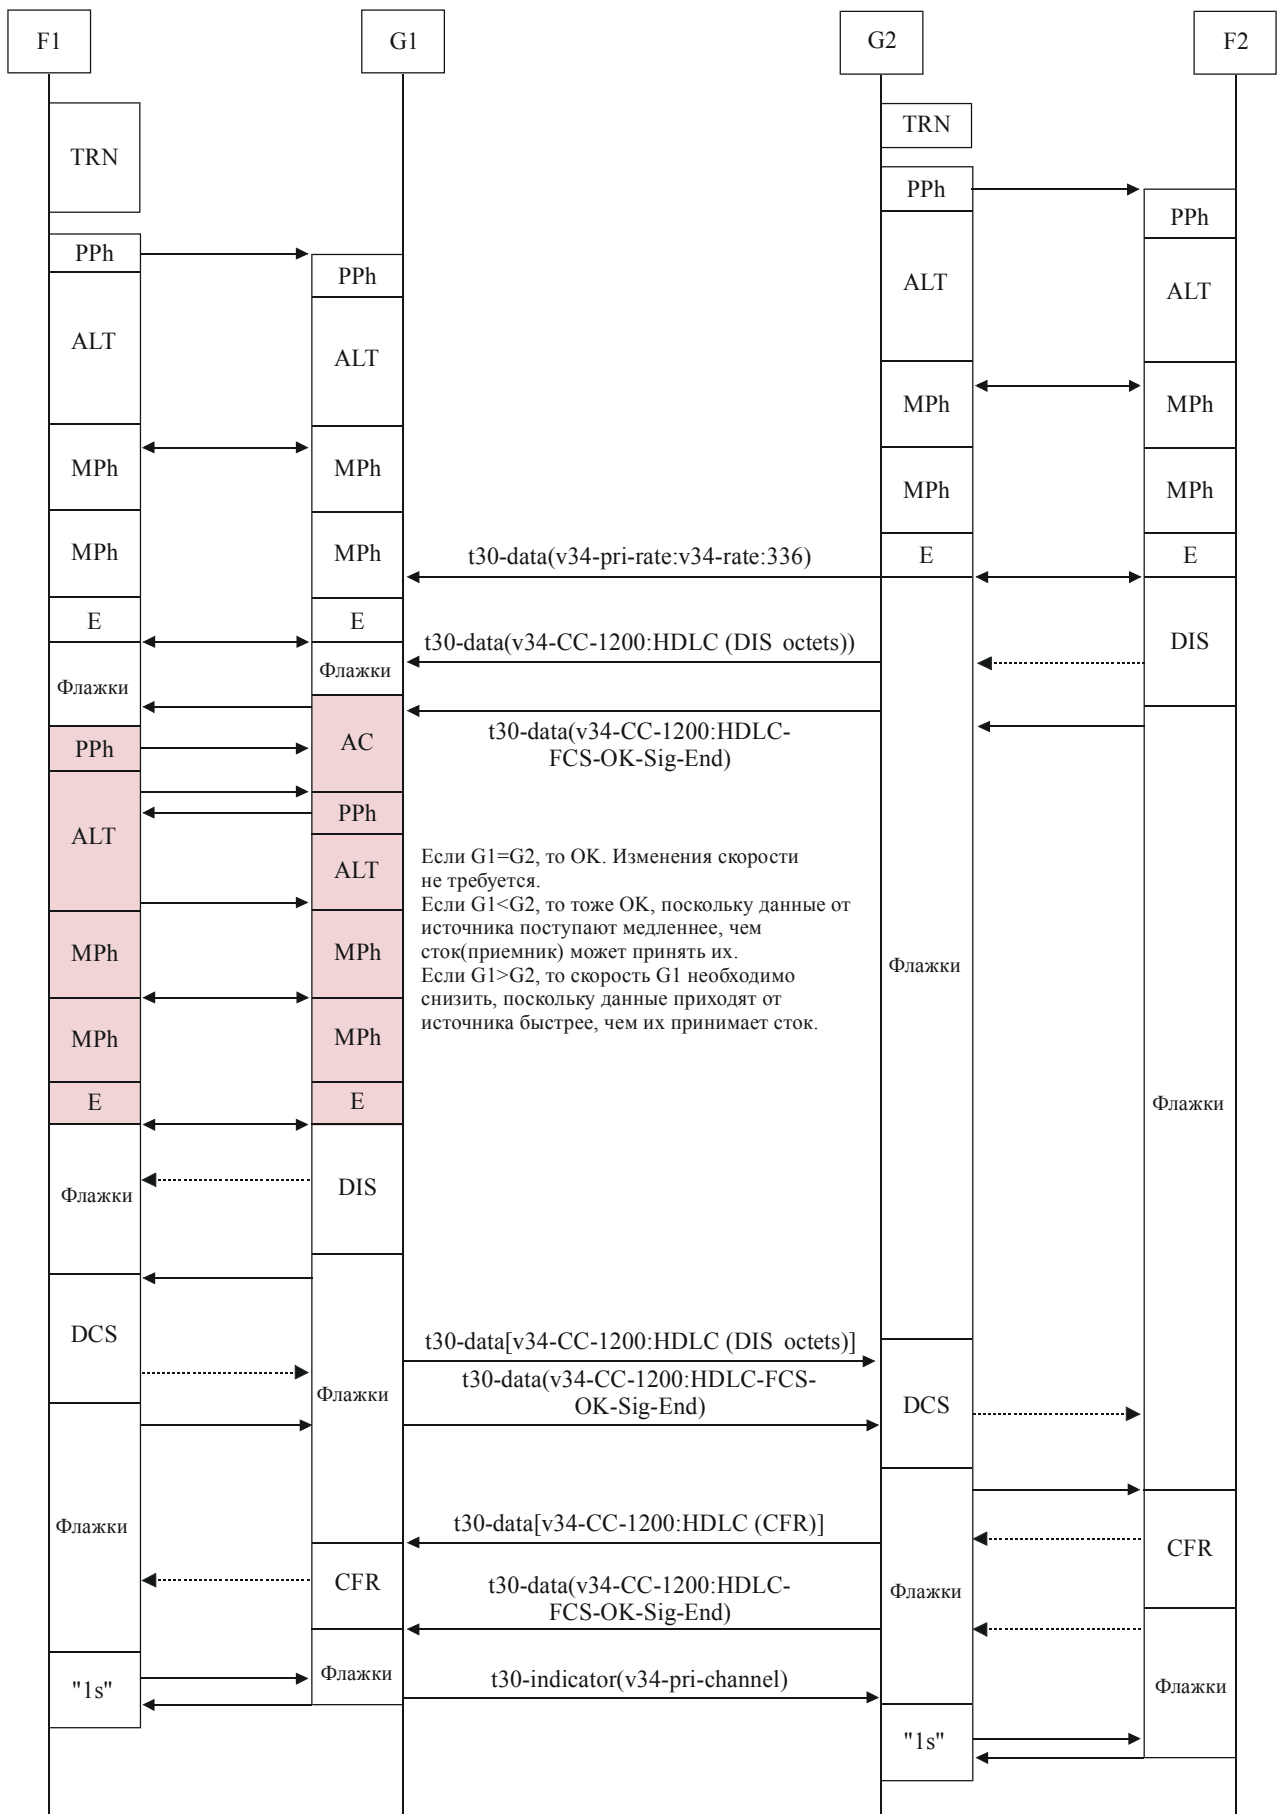 F1
G1
G2
F2
TRN
TRN
PPh
PPh
PPh
PPh
ALT
ALT
ALT
ALT
MPh
MPh
MPh
MPh
MPh
MPh
MPh
MPh
t30-data(v34-pri-rate:v34-rate:336)
E
E
E
E
t30-data(v34-CC-1200:HDLC (DIS octets))
DIS
Флажки
Флажки
t30-data(v34-CC-1200:HDLC-
FCS-OK-Sig-End)
PPh
AC
PPh
ALT
ALT
Если G1=G2, то OK. Изменения скорости
не требуется.
Если G1<G2, то тоже OK, поскольку данные от
источника поступают медленнее, чем
сток(приемник) может принять их.
Если G1>G2, то скорость G1 необходимо
снизить, поскольку данные приходят от
источника быстрее, чем их принимает сток.
MPh
MPh
Флажки
MPh
MPh
E
E
Флажки
Флажки
DIS
DCS
t30-data[v34-CC-1200:HDLC (DIS octets)]
t30-data(v34-CC-1200:HDLC-FCS-
OK-Sig-End)
Флажки
DCS
Флажки
t30-data[v34-CC-1200:HDLC (CFR)]
CFR
CFR
t30-data(v34-CC-1200:HDLC-
FCS-OK-Sig-End)
Флажки
"1s"
Флажки
t30-indicator(v34-pri-channel)
Флажки
"1s"